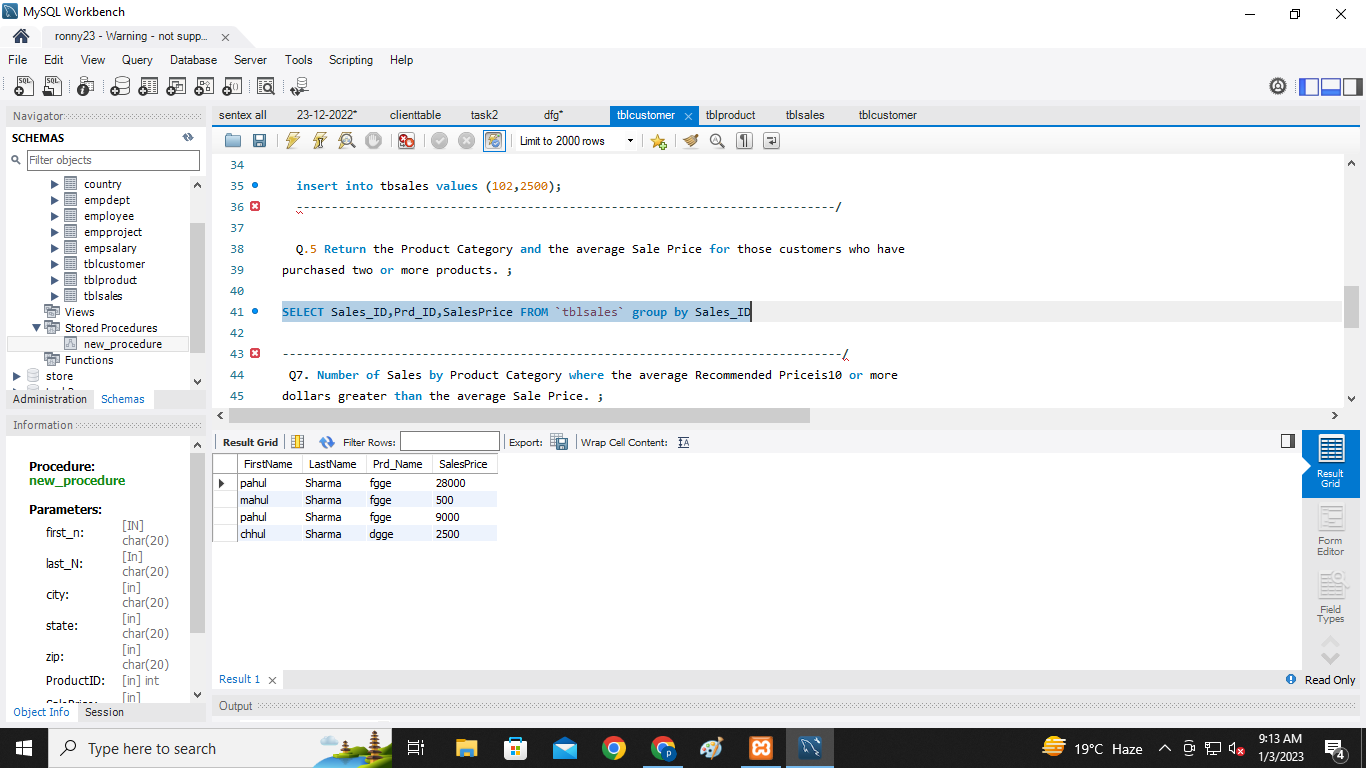 MySQL Workbench
ronny23 - Warning - not supp...
File Edit View Query Database Server Tools Scripting Help
Navigator
SCHEMAS
Filter objects
country
empdept
employee
empproject
empsalary
tblcustomer
tblproduct
tblsales
Views
Stored Procedures
new_procedure
Functions
store
Administration Schemas
Information
Procedure:
new_procedure
Parameters:
first_n: [IN] char(20)
last_N: [In] char(20)
city: [in] char(20)
state: [in] char(20)
zip: [in] char(20)
ProductID: [in] int
[in]
Object Info Session
sentex all 23-12-2022* clienttable task2 dfg* tblcustomer tblproduct tblsales tblcustomer
Limit to 2000 rows
34
35 insert into tbsales values (102,2500);
36 -----------------------------------------------------------------------------/
37
38 Q.5 Return the Product Category and the average Sale Price for those customers who have
39 purchased two or more products. ;
40
41 SELECT Sales_ID,Prd_ID,SalesPrice FROM `tblsales` group by Sales_ID
42
43 --------------------------------------------------------------------------------/
44 Q7. Number of Sales by Product Category where the average Recommended Priceis10 or more
45 dollars greater than the average Sale Price. ;
Result Grid Filter Rows: Export: Wrap Cell Content:
FirstName LastName Prd_Name SalesPrice
pahul Sharma fgge 28000
mahul Sharma fgge 500
pahul Sharma fgge 9000
chhul Sharma dgge 2500
Result Grid
Form Editor
Field Types
Result 1
Read Only
Output
Type here to search
19°C Haze
9:13 AM
1/3/2023
4